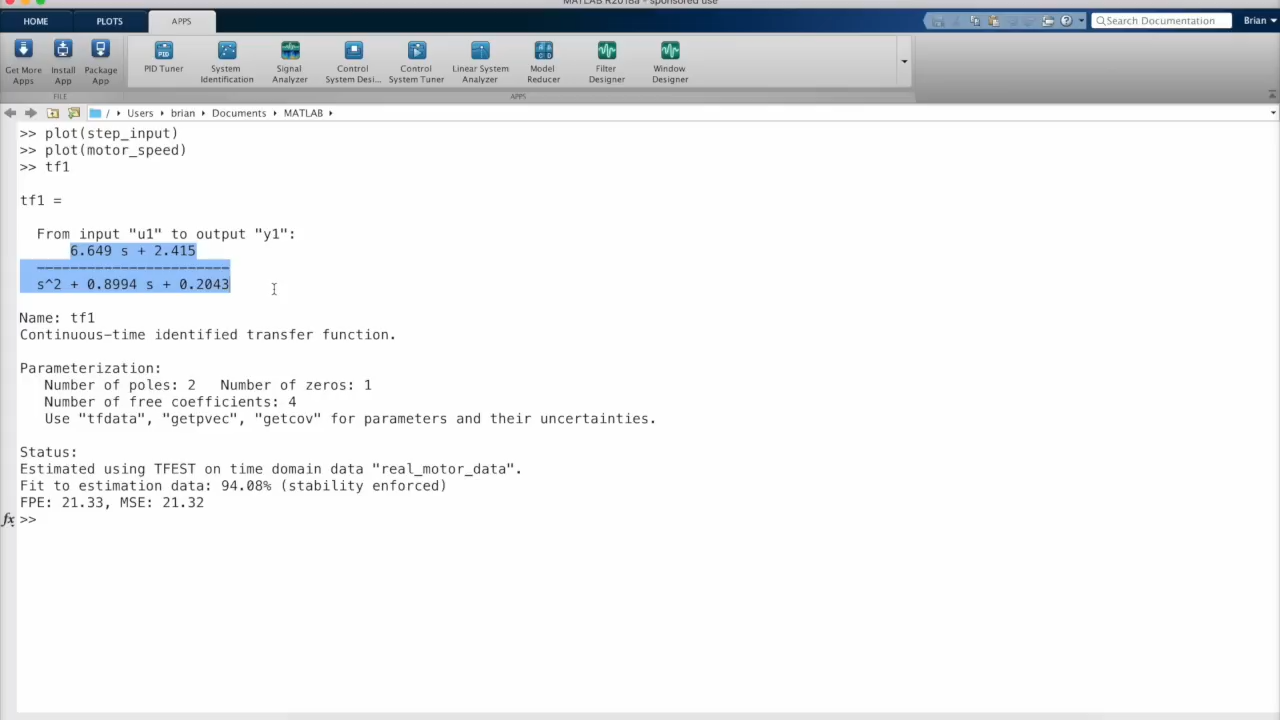 MATLAB R2018a - sponsored use
HOME PLOTS APPS
Search Documentation Brian
Get More Apps
Install App
Package App
PID
PID Tuner
System Identification
Signal Analyzer
Control System Desi...
Control System Tuner
Linear System Analyzer
Model Reducer
Filter Designer
Window Designer
FILE APPS
/ Users brian Documents MATLAB
>> plot(step_input)
>> plot(motor_speed)
>> tf1
tf1 =
From input "u1" to output "y1":
6.649 s + 2.415
-----------------------
s^2 + 0.8994 s + 0.2043
Name: tf1
Continuous-time identified transfer function.
Parameterization:
Number of poles: 2 Number of zeros: 1
Number of free coefficients: 4
Use "tfdata", "getpvec", "getcov" for parameters and their uncertainties.
Status:
Estimated using TFEST on time domain data "real_motor_data".
Fit to estimation data: 94.08% (stability enforced)
FPE: 21.33, MSE: 21.32
fx >>